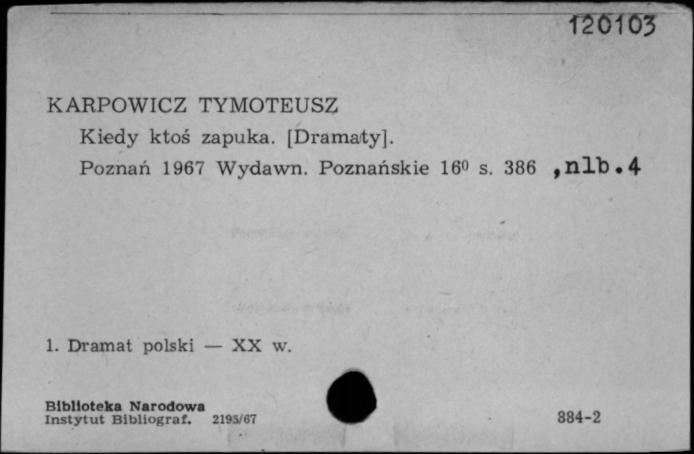 120103
KARPOWICZ TYMOTEUSZ
Kiedy ktoś zapuka. [Dramaty].
Poznań 1967 Wydawn. Poznańskie 16⁰ s. 386 ,nlb.4
1. Dramat polski — XX w.
Biblioteka Narodowa
Instytut Bibliograf. 2195/67
884-2